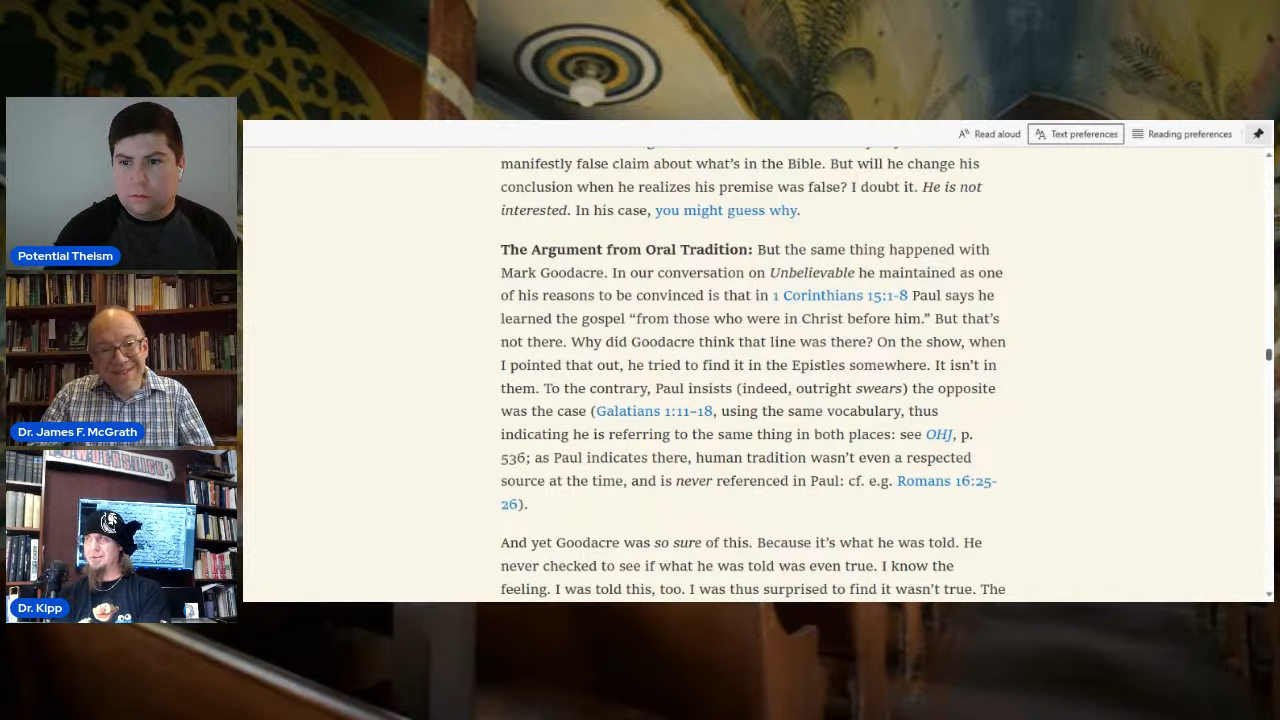 Read aloud
Text preferences
Reading preferences
manifestly false claim about what's in the Bible. But will he change his
conclusion when he realizes his premise was false? I doubt it. He is not
interested. In his case, you might guess why.
The Argument from Oral Tradition: But the same thing happened with
Mark Goodacre. In our conversation on Unbelievable he maintained as one
of his reasons to be convinced is that in 1 Corinthians 15:1-8 Paul says he
learned the gospel “from those who were in Christ before him.” But that’s
not there. Why did Goodacre think that line was there? On the show, when
I pointed that out, he tried to find it in the Epistles somewhere. It isn’t in
them. To the contrary, Paul insists (indeed, outright swears) the opposite
was the case (Galatians 1:11–18, using the same vocabulary, thus
indicating he is referring to the same thing in both places: see OHJ, p.
536; as Paul indicates there, human tradition wasn’t even a respected
source at the time, and is never referenced in Paul: cf. e.g. Romans 16:25-
26).
And yet Goodacre was so sure of this. Because it’s what he was told. He
never checked to see if what he was told was even true. I know the
feeling. I was told this, too. I was thus surprised to find it wasn’t true. The
Potential Theism
Dr. James F. McGrath
Dr. Kipp